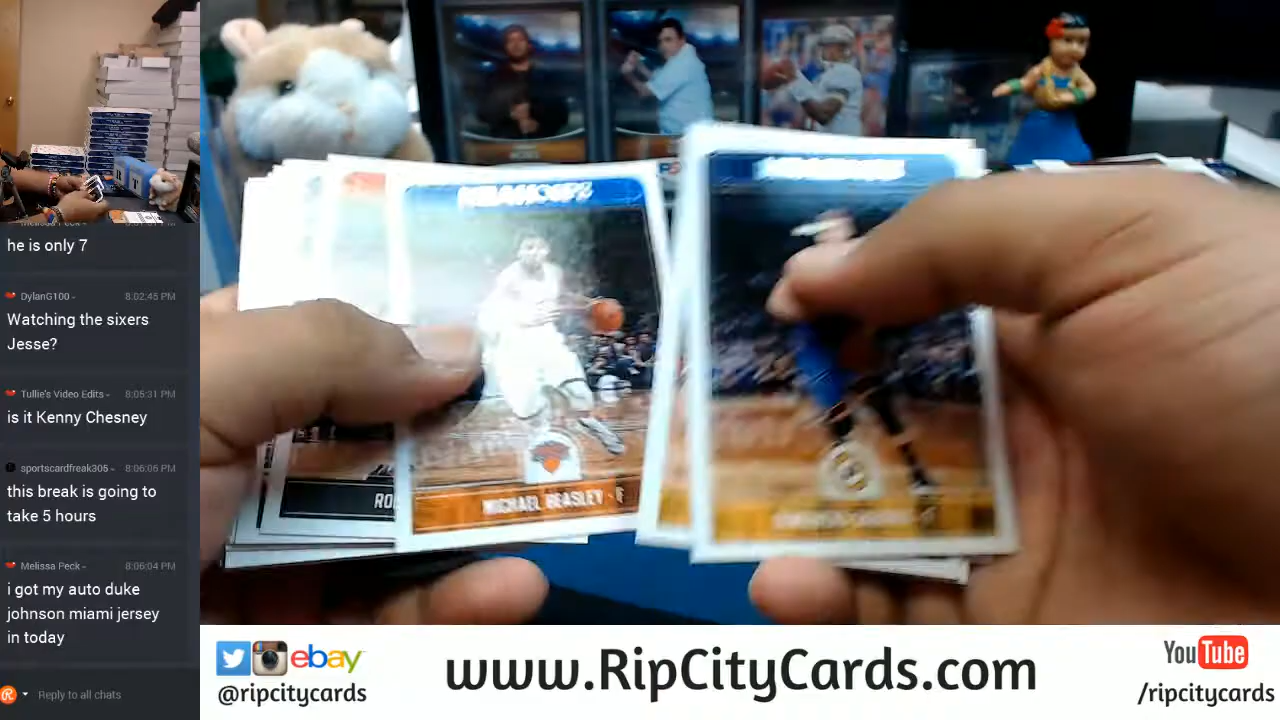 he is only 7
DylanG100 - 8:02:45 PM
Watching the sixers
Jesse?
Tullie's Video Edits - 8:05:31 PM
is it Kenny Chesney
sportscardfreak305 - 8:06:06 PM
this break is going to
take 5 hours
Melissa Peck - 8:06:04 PM
i got my auto duke
johnson miami jersey
in today
Reply to all chats
MICHAEL BEASLEY - F
RO
ebay
@ripcitycards
www.RipCityCards.com
YouTube
/ripcitycards